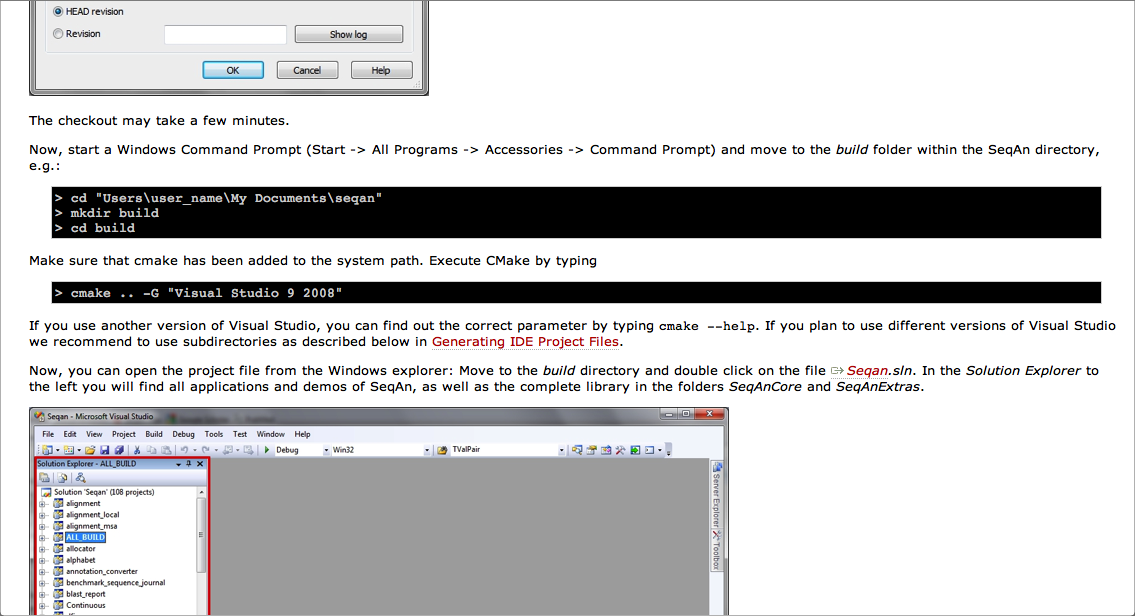 HEAD revision
Revision
Show log
OK Cancel Help
The checkout may take a few minutes.
Now, start a Windows Command Prompt (Start -> All Programs -> Accessories -> Command Prompt) and move to the build folder within the SeqAn directory,
e.g.:
> cd "Users\user_name\My Documents\seqan"
> mkdir build
> cd build
Make sure that cmake has been added to the system path. Execute CMake by typing
> cmake .. -G "Visual Studio 9 2008"
If you use another version of Visual Studio, you can find out the correct parameter by typing cmake --help. If you plan to use different versions of Visual Studio
we recommend to use subdirectories as described below in Generating IDE Project Files.
Now, you can open the project file from the Windows explorer: Move to the build directory and double click on the file Seqan.sln. In the Solution Explorer to
the left you will find all applications and demos of SeqAn, as well as the complete library in the folders SeqAnCore and SeqAnExtras.
Seqan - Microsoft Visual Studio
File Edit View Project Build Debug Tools Test Window Help
Debug Win32 TValPair
Solution Explorer - ALL_BUILD
Solution 'Seqan' (108 projects)
alignment
alignment_local
alignment_msa
ALL_BUILD
allocator
alphabet
annotation_converter
benchmark_sequence_journal
blast_report
Continuous
Server Explorer
Toolbox